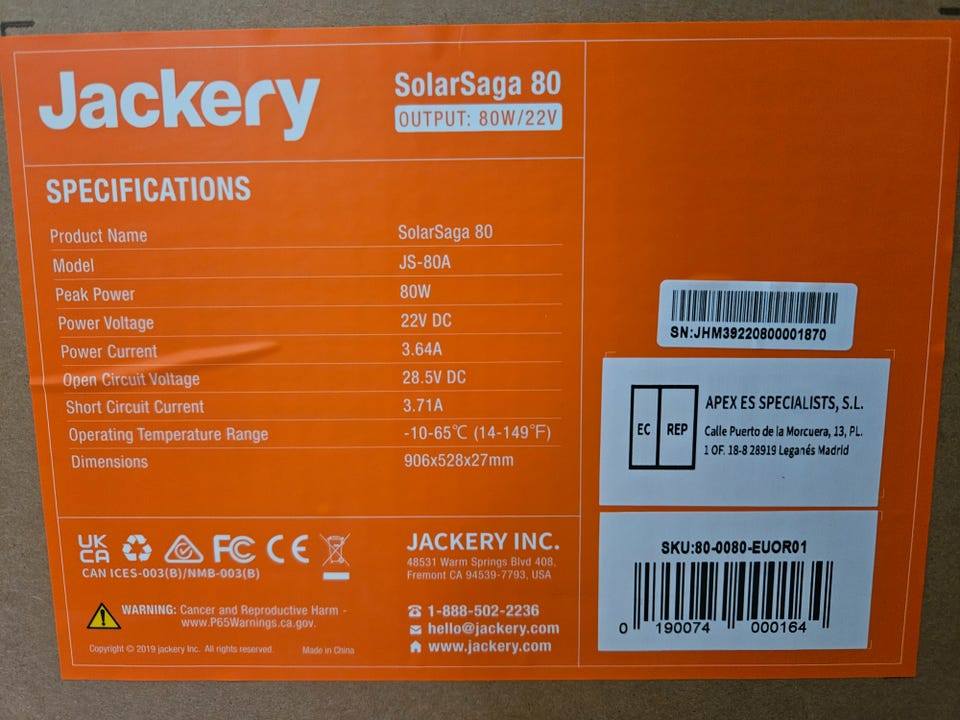 Jackery
SolarSaga 80
OUTPUT: 80W/22V
SPECIFICATIONS
Product Name SolarSaga 80
Model JS-80A
Peak Power 80W
Power Voltage 22V DC
Power Current 3.64A
Open Circuit Voltage 28.5V DC
Short Circuit Current 3.71A
Operating Temperature Range -10-65℃ (14-149℉)
Dimensions 906x528x27mm
UK CA FC CE
CAN ICES-003(B)/NMB-003(B)
WARNING: Cancer and Reproductive Harm -
www.P65Warnings.ca.gov.
Copyright © 2019 jackery Inc. All rights reserved. Made in China
JACKERY INC.
48531 Warm Springs Blvd 408,
Fremont CA 94539-7793, USA
1-888-502-2236
hello@jackery.com
www.jackery.com
SN:JHM39220800001870
EC REP
APEX ES SPECIALISTS, S.L.
Calle Puerto de la Morcuera, 13, PL.
1 OF. 18-8 28919 Leganés Madrid
SKU:80-0080-EUOR01
0 190074 000164